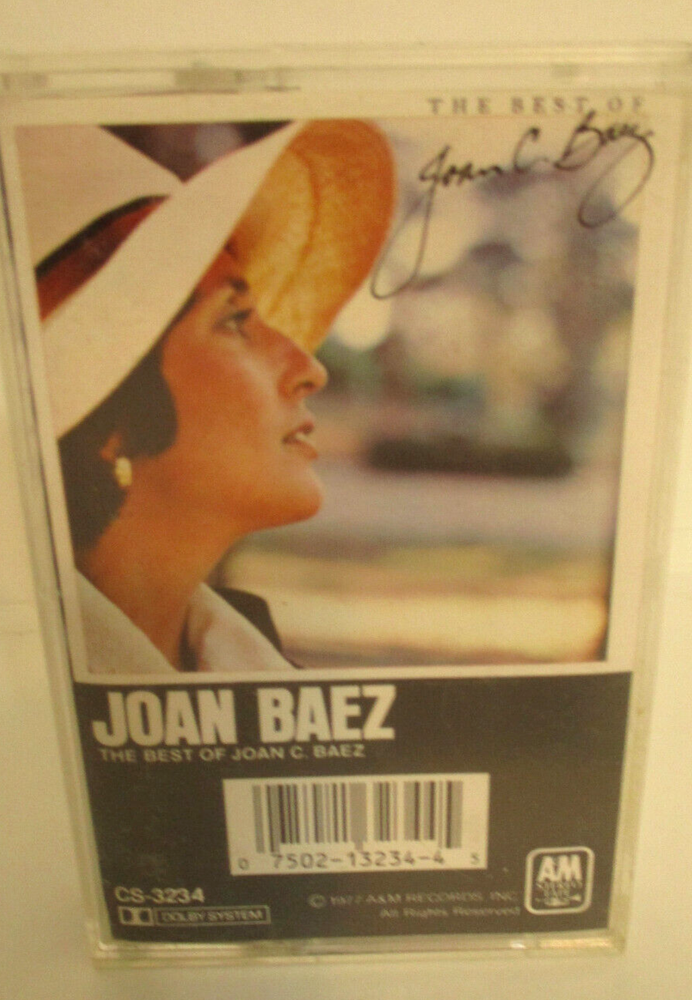 THE BEST OF
Joan C. Baez
JOAN BAEZ
THE BEST OF JOAN C. BAEZ
0 7502-13234-4 5
CS-3234
DOLBY SYSTEM
© 1977 A&M RECORDS, INC.
All Rights Reserved
A&M